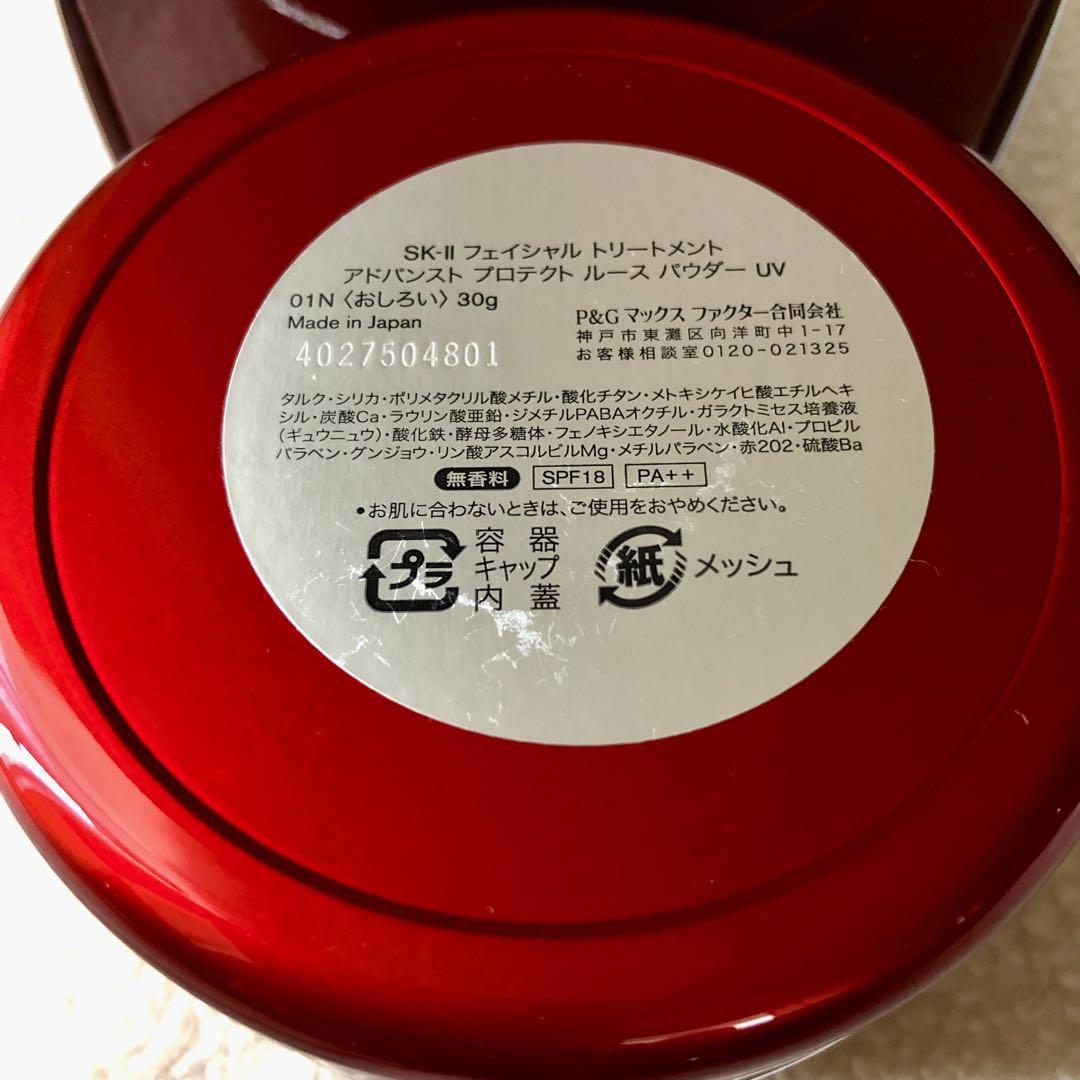 SK-II フェイシャル トリートメント
アドバンスト プロテクト ルース パウダー UV
01N〈おしろい〉30g
Made in Japan
4027504801
P&G マックス ファクター合同会社
神戸市東灘区向洋町中1-17
お客様相談室0120-021325
タルク・シリカ・ポリメタクリル酸メチル・酸化チタン・メトキシケイヒ酸エチルヘキ
シル・炭酸Ca・ラウリン酸亜鉛・ジメチルPABAオクチル・ガラクトミセス培養液
(ギュウニュウ)・酸化鉄・酵母多糖体・フェノキシエタノール・水酸化Al・プロピル
パラベン・グンジョウ・リン酸アスコルビルMg・メチルパラベン・赤202・硫酸Ba
無香料 SPF18 PA++
•お肌に合わないときは、ご使用をおやめください。
プラ 容器
キャップ
内蓋
紙 メッシュ